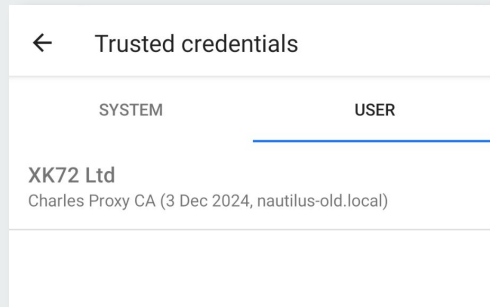 Trusted credentials
SYSTEM
USER
XK72 Ltd
Charles Proxy CA (3 Dec 2024, nautilus-old.local)